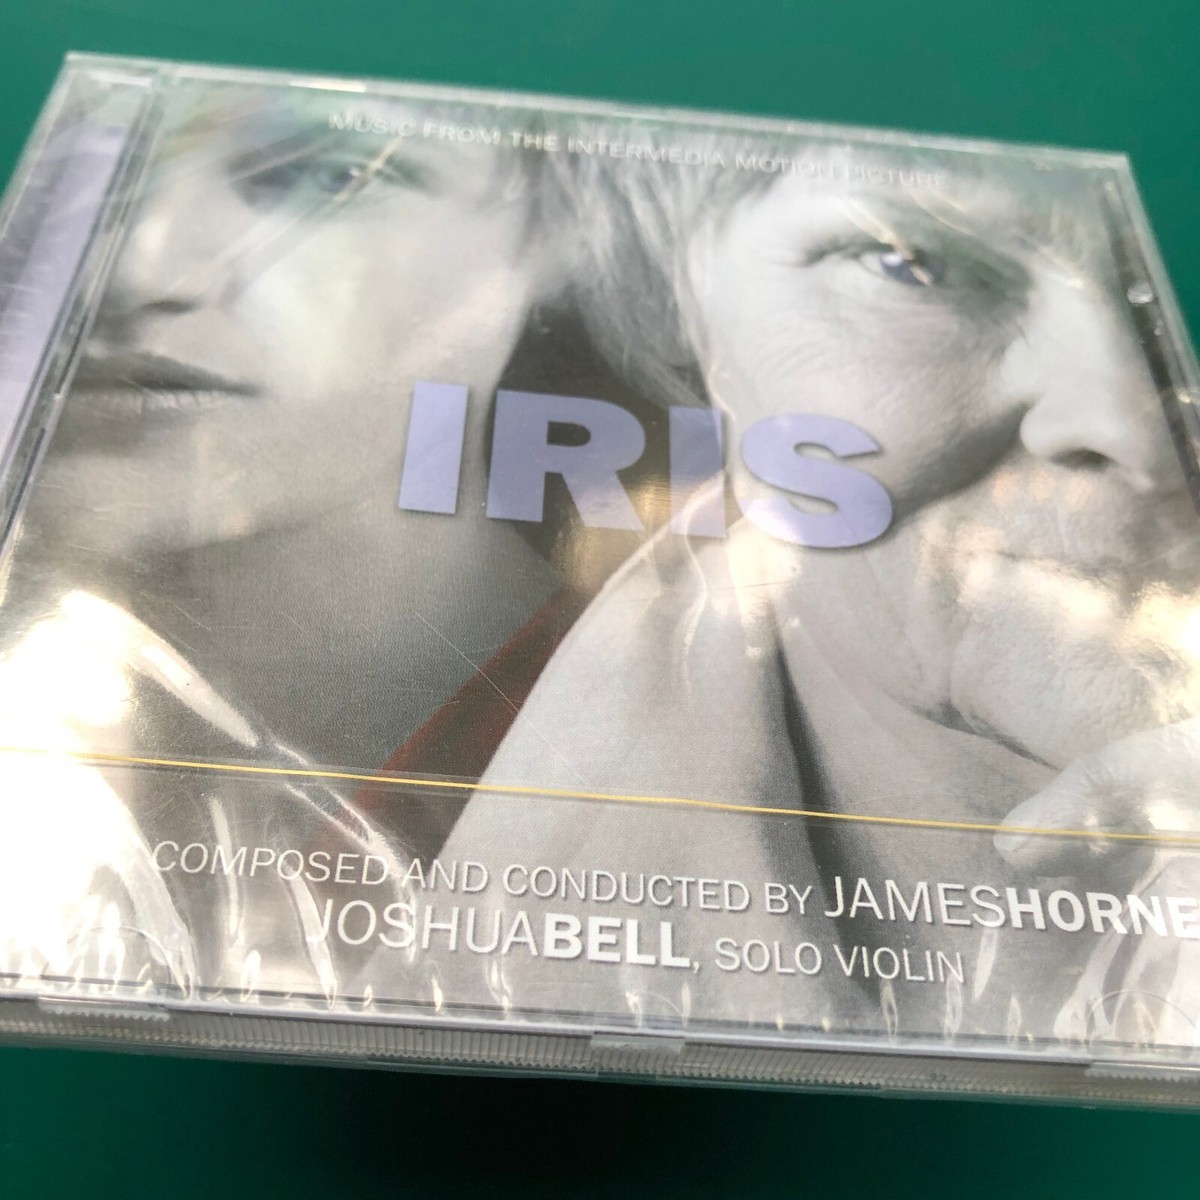 MUSIC FROM THE INTERMEDIA MOTION PICTURE
IRIS
COMPOSED AND CONDUCTED BY JAMESHORNE
JOSHUABELL, SOLO VIOLIN